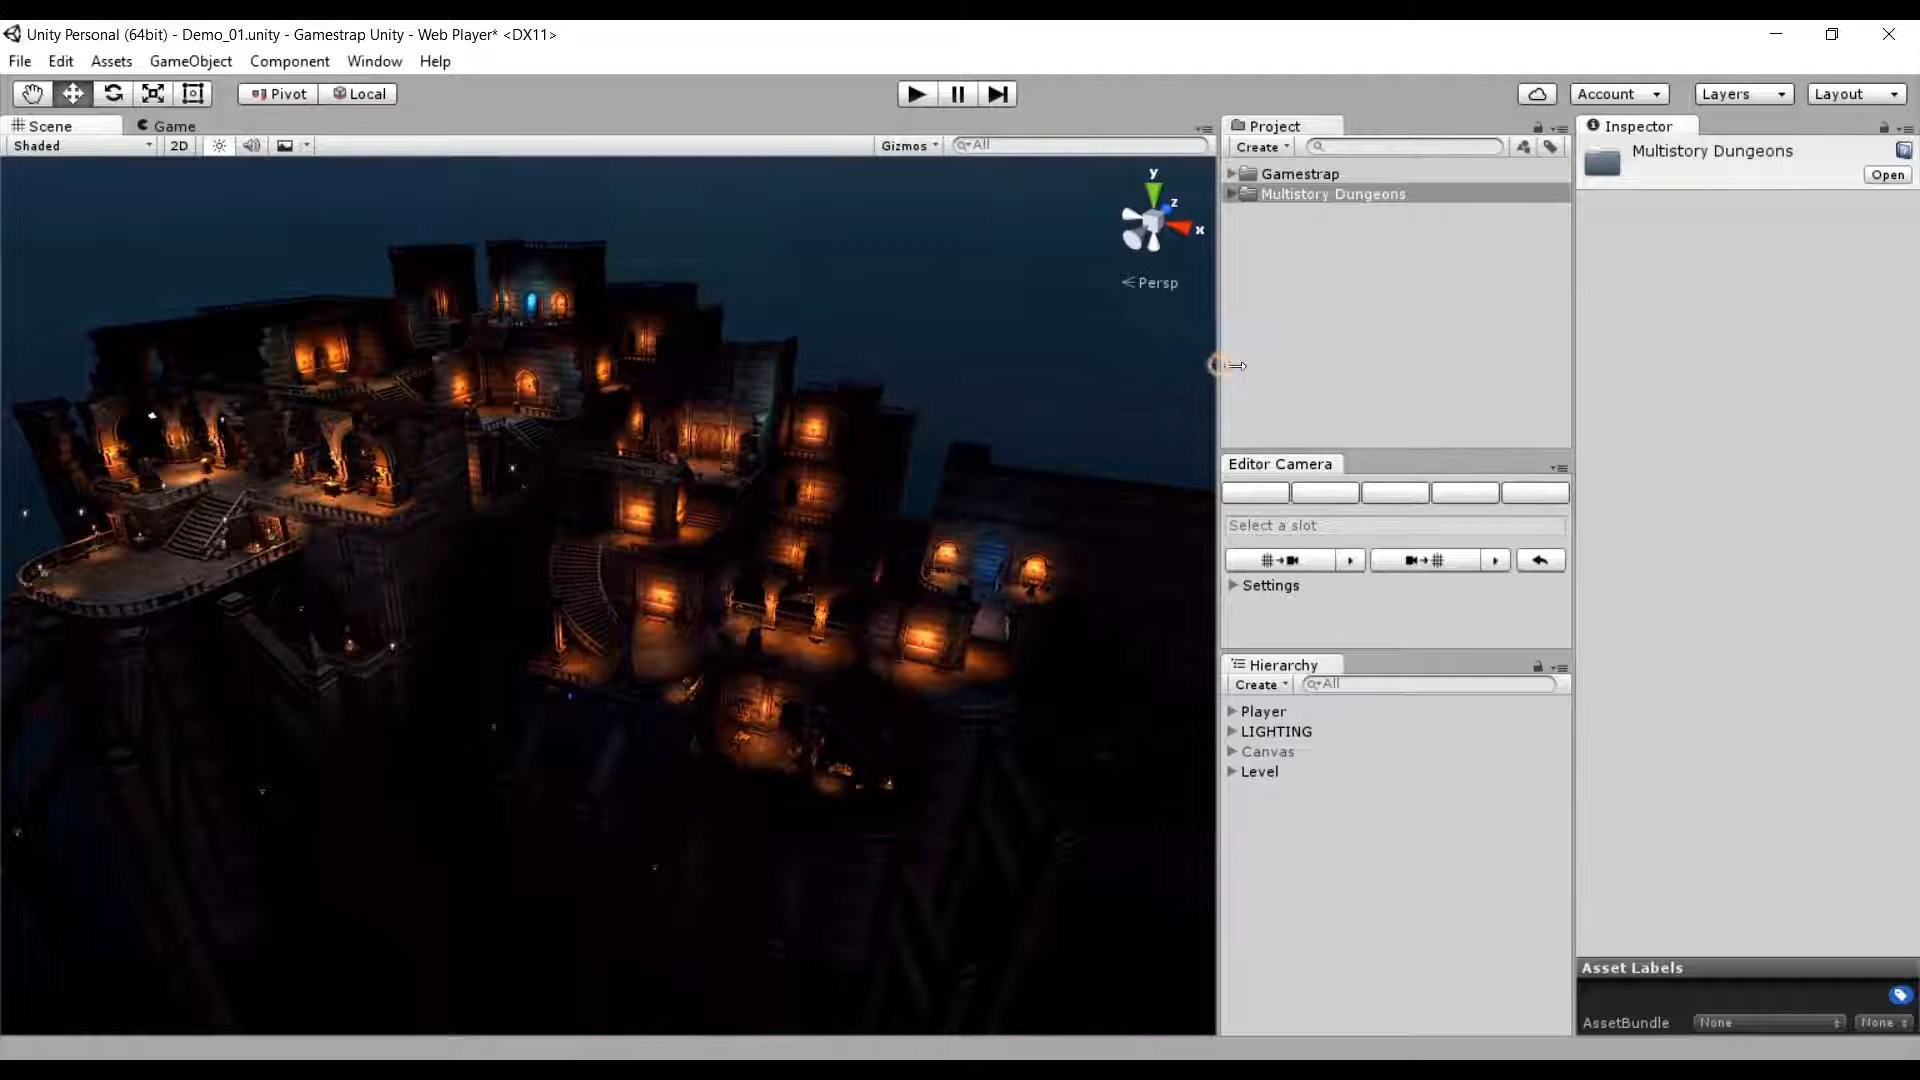 Unity Personal (64bit) - Demo_01.unity - Gamestrap Unity - Web Player* <DX11>
File Edit Assets GameObject Component Window Help
Pivot Local Account Layers Layout
Scene Game
Shaded 2D Gizmos All
y
z
x
Persp
Project
Create
Gamestrap
Multistory Dungeons
Editor Camera
Select a slot
Settings
Hierarchy
Create All
Player
LIGHTING
Canvas
Level
Inspector
Multistory Dungeons
Open
Asset Labels
AssetBundle None None